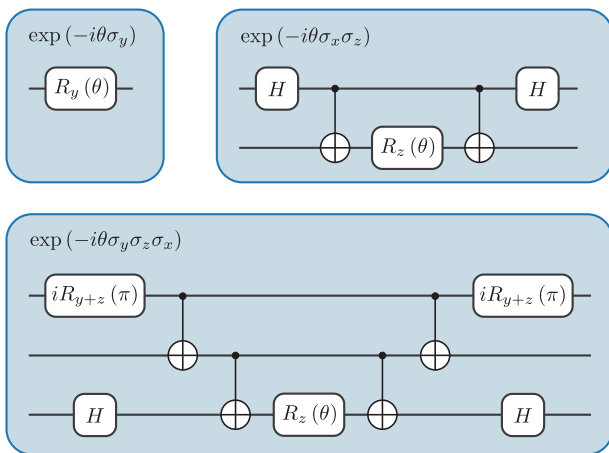 exp (−iθσ_y)
R_y (θ)
exp (−iθσ_xσ_z)
H
H
R_z (θ)
exp (−iθσ_yσ_zσ_x)
iR_{y+z} (π)
iR_{y+z} (π)
H
R_z (θ)
H